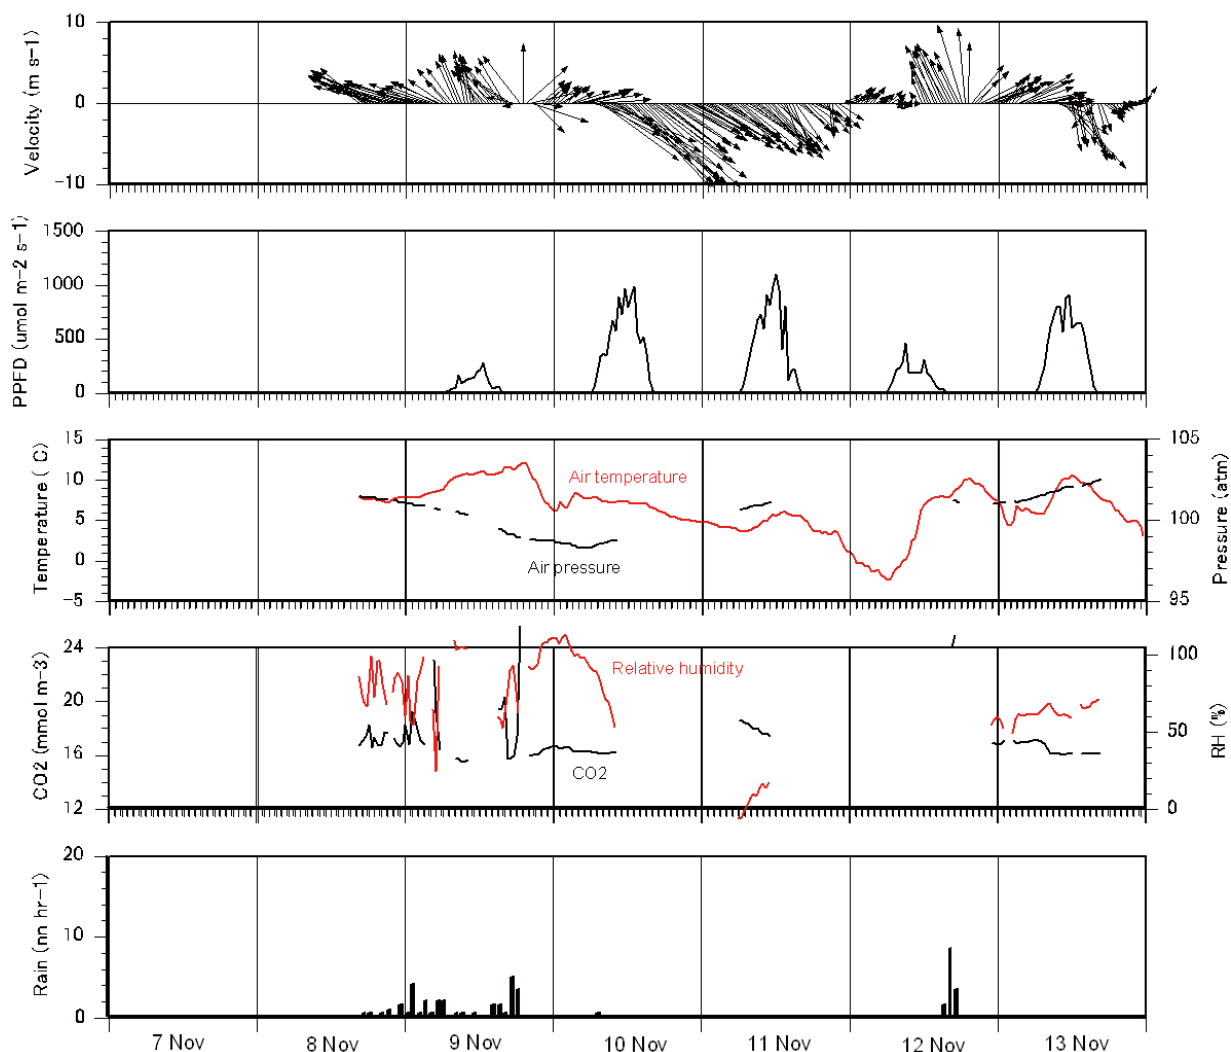 Velocity (m s-1)
10
0
-10
PPFD (umol m-2 s-1)
1500
1000
500
0
Temperature ( C)
15
10
5
0
-5
Air temperature
Air pressure
105
100
95
Pressure (atm)
CO2 (mmol m-3)
24
20
16
12
Relative humidity
CO2
100
50
0
RH (%)
Rain (nn hr-1)
20
10
0
7 Nov 8 Nov 9 Nov 10 Nov 11 Nov 12 Nov 13 Nov